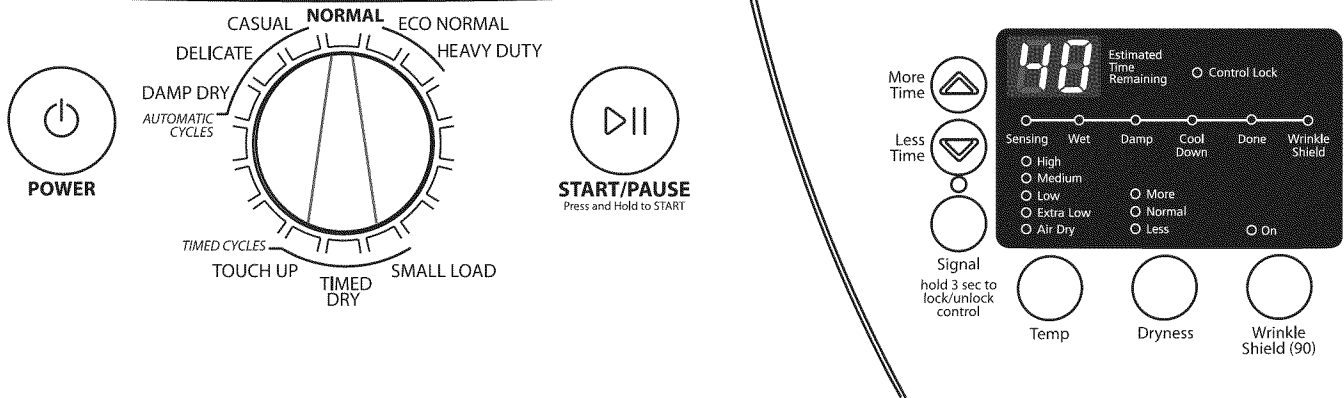 NORMAL
CASUAL
ECO NORMAL
DELICATE
HEAVY DUTY
DAMP DRY
AUTOMATIC
CYCLES
POWER
START/PAUSE
Press and Hold to START
TIMED CYCLES
TOUCH UP
TIMED
DRY
SMALL LOAD
More
Time
Less
Time
40
Estimated
Time
Remaining
Control Lock
Sensing
Wet
Damp
Cool
Down
Done
Wrinkle
Shield
High
Medium
Low
Extra Low
Air Dry
More
Normal
Less
On
Signal
hold 3 sec to
lock/unlock
control
Temp
Dryness
Wrinkle
Shield (90)